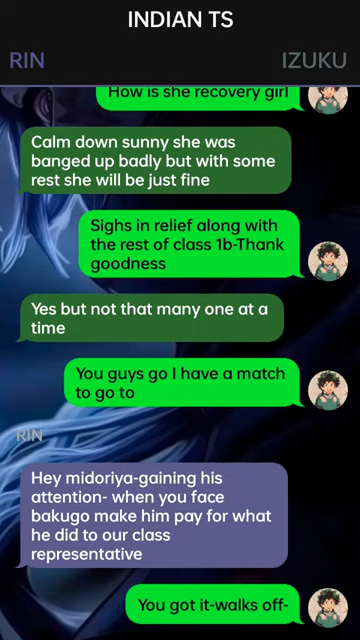 INDIAN TS
RIN
IZUKU
How is she recovery girl
Calm down sunny she was
banged up badly but with some
rest she will be just fine
Sighs in relief along with
the rest of class 1b-Thank
goodness
Yes but not that many one at a
time
You guys go I have a match
to go to
RIN
Hey midoriya-gaining his
attention- when you face
bakugo make him pay for what
he did to our class
representative
You got it-walks off-